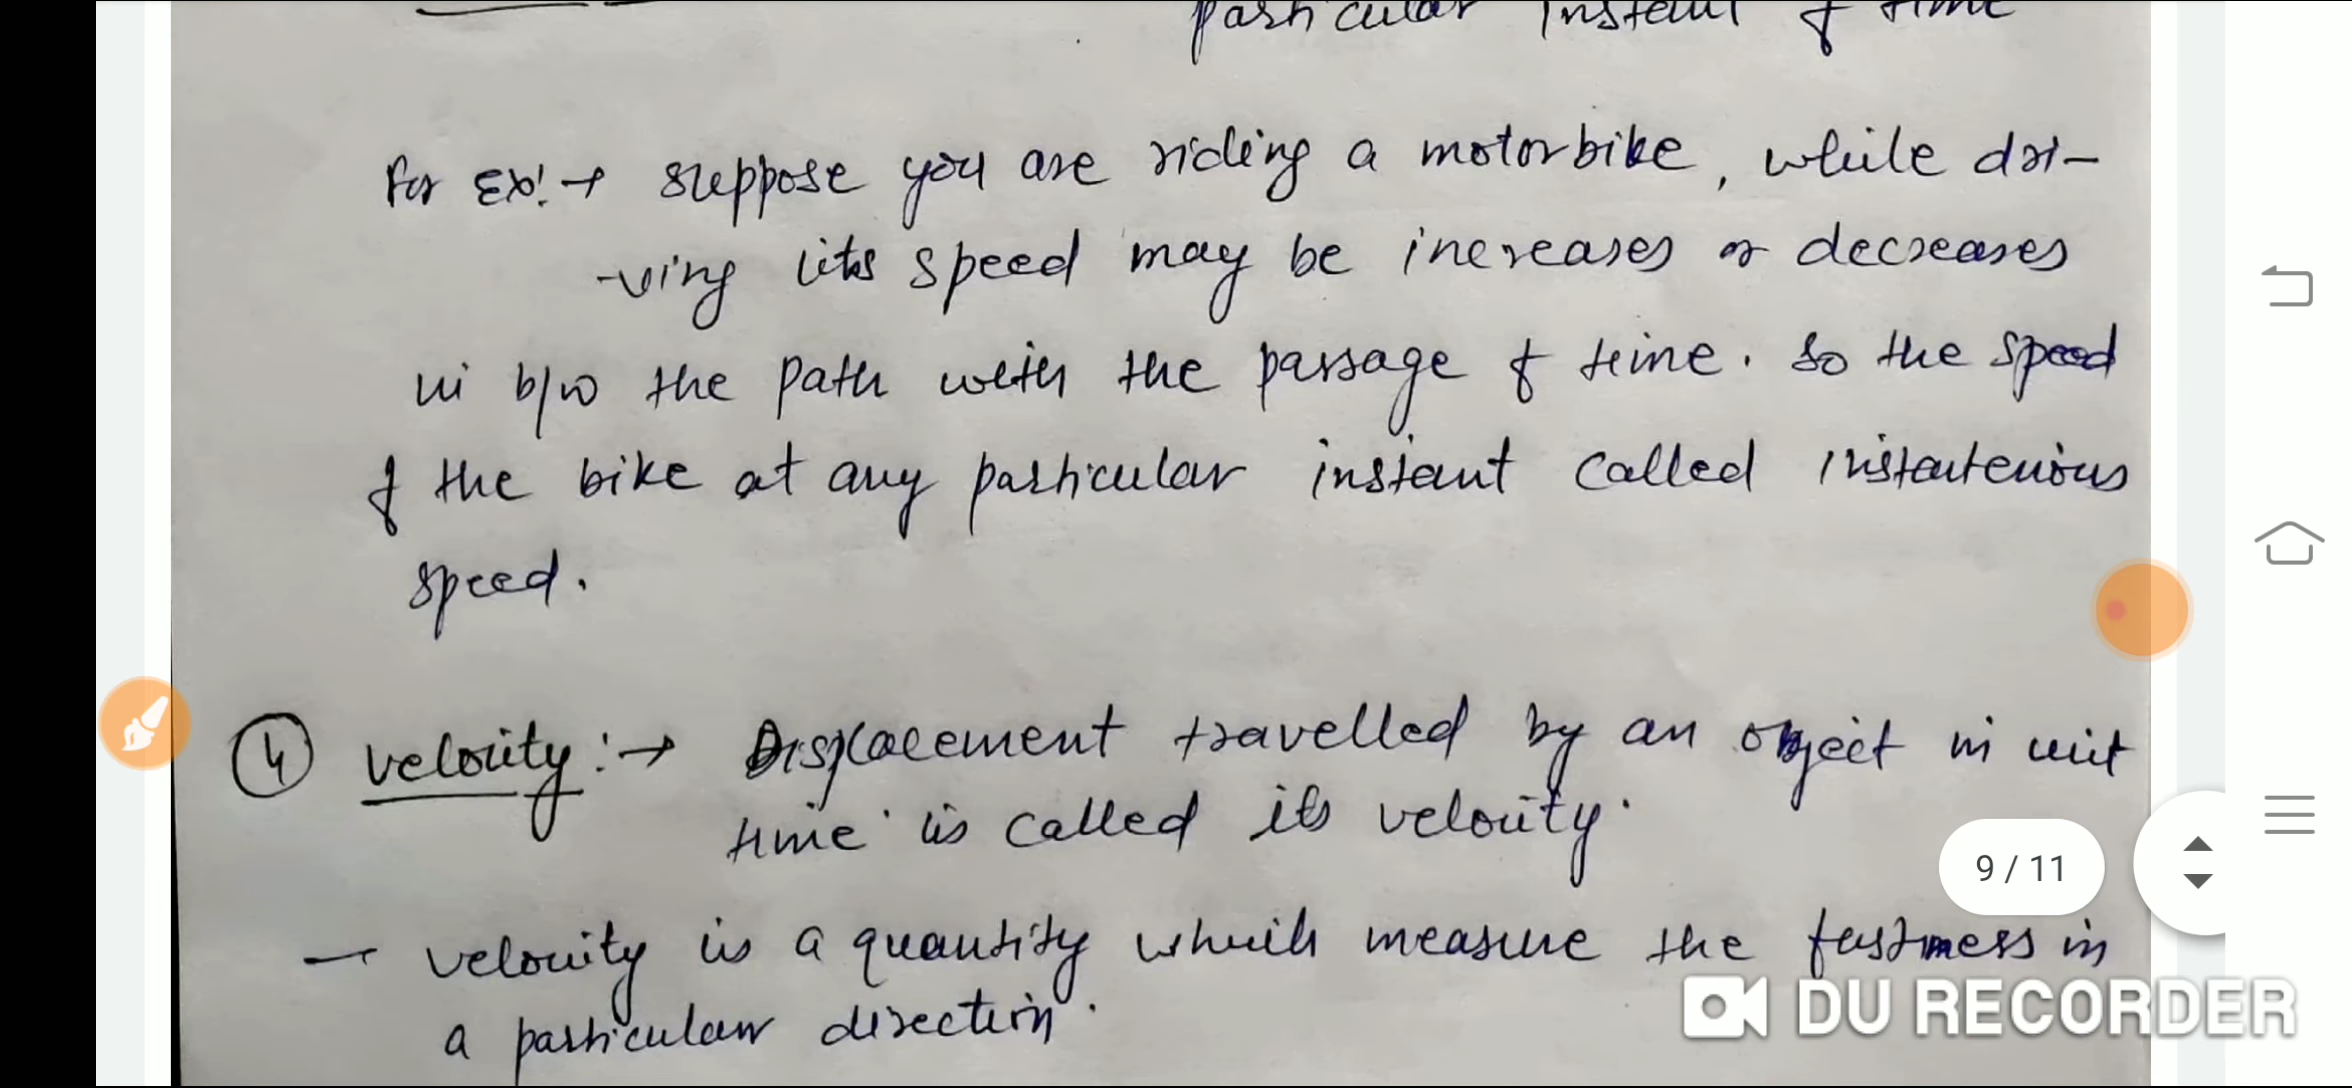 particular instant of time
for Ex! → suppose you are riding a motorbike, while dri-
-ving its speed may be increases or decreases
in b/w the path with the passage of time. So the speed
of the bike at any particular instant called instantenious
speed.
④ velocity :→ Displacement travelled by an object in unit
time is called its velocity.
9 / 11
— velocity is a quantity which measure the fastness in
a particular direction.
DU RECORDER